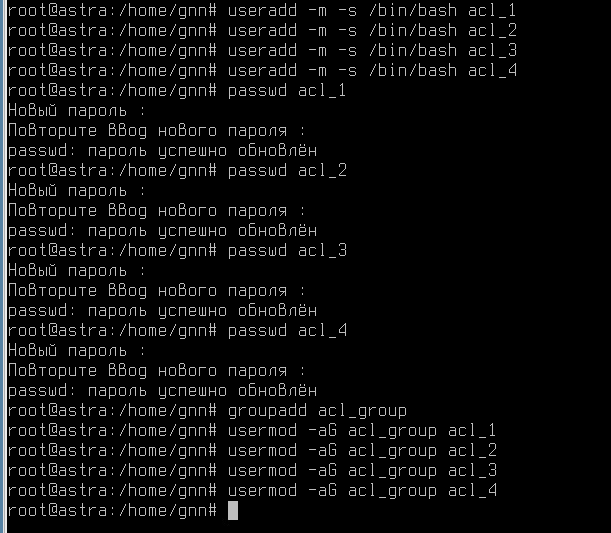 root@astra:/home/gnn# useradd -m -s /bin/bash acl_1
root@astra:/home/gnn# useradd -m -s /bin/bash acl_2
root@astra:/home/gnn# useradd -m -s /bin/bash acl_3
root@astra:/home/gnn# useradd -m -s /bin/bash acl_4
root@astra:/home/gnn# passwd acl_1
Новый пароль :
Повторите ввод нового пароля :
passwd: пароль успешно обновлён
root@astra:/home/gnn# passwd acl_2
Новый пароль :
Повторите ввод нового пароля :
passwd: пароль успешно обновлён
root@astra:/home/gnn# passwd acl_3
Новый пароль :
Повторите ввод нового пароля :
passwd: пароль успешно обновлён
root@astra:/home/gnn# passwd acl_4
Новый пароль :
Повторите ввод нового пароля :
passwd: пароль успешно обновлён
root@astra:/home/gnn# groupadd acl_group
root@astra:/home/gnn# usermod -aG acl_group acl_1
root@astra:/home/gnn# usermod -aG acl_group acl_2
root@astra:/home/gnn# usermod -aG acl_group acl_3
root@astra:/home/gnn# usermod -aG acl_group acl_4
root@astra:/home/gnn#